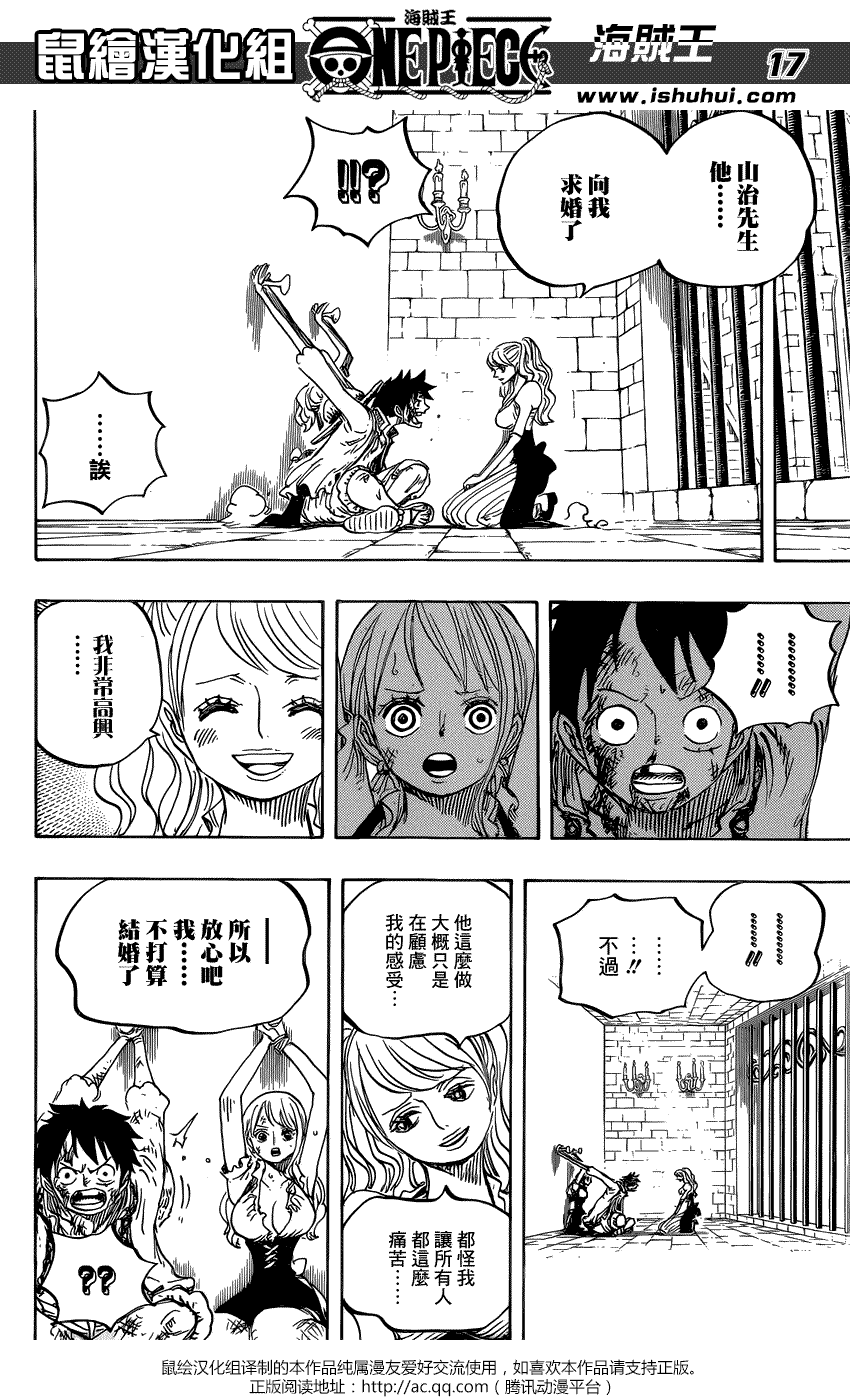 鼠繪漢化組
海賊王
ONE PIECE
海賊王
17
www.ishuhui.com
山治先生
他……
向我
求婚了
!!?
……誒
………………!!
我非常高興
……
………………!!
……
…!!
不過
他這麼做
大概只是
在顧慮
我的感受…
都怪我
讓所有人
都這麼
痛苦……
——
所以
放心吧
我……
不打算
結婚了
??
鼠绘汉化组译制的本作品纯属漫友爱好交流使用，如喜欢本作品请支持正版。
正版阅读地址：http://ac.qq.com（腾讯动漫平台）